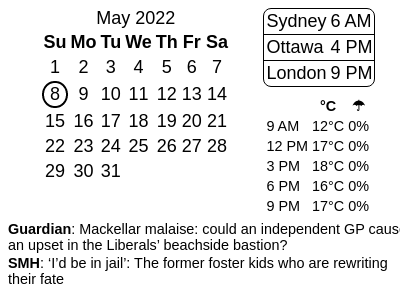 May 2022
Su Mo Tu We Th Fr Sa
1 2 3 4 5 6 7
8 9 10 11 12 13 14
15 16 17 18 19 20 21
22 23 24 25 26 27 28
29 30 31
Sydney 6 AM
Ottawa 4 PM
London 9 PM
°C ☂
9 AM 12°C 0%
12 PM 17°C 0%
3 PM 18°C 0%
6 PM 16°C 0%
9 PM 17°C 0%
Guardian: Mackellar malaise: could an independent GP caus
an upset in the Liberals’ beachside bastion?
SMH: ‘I’d be in jail’: The former foster kids who are rewriting
their fate